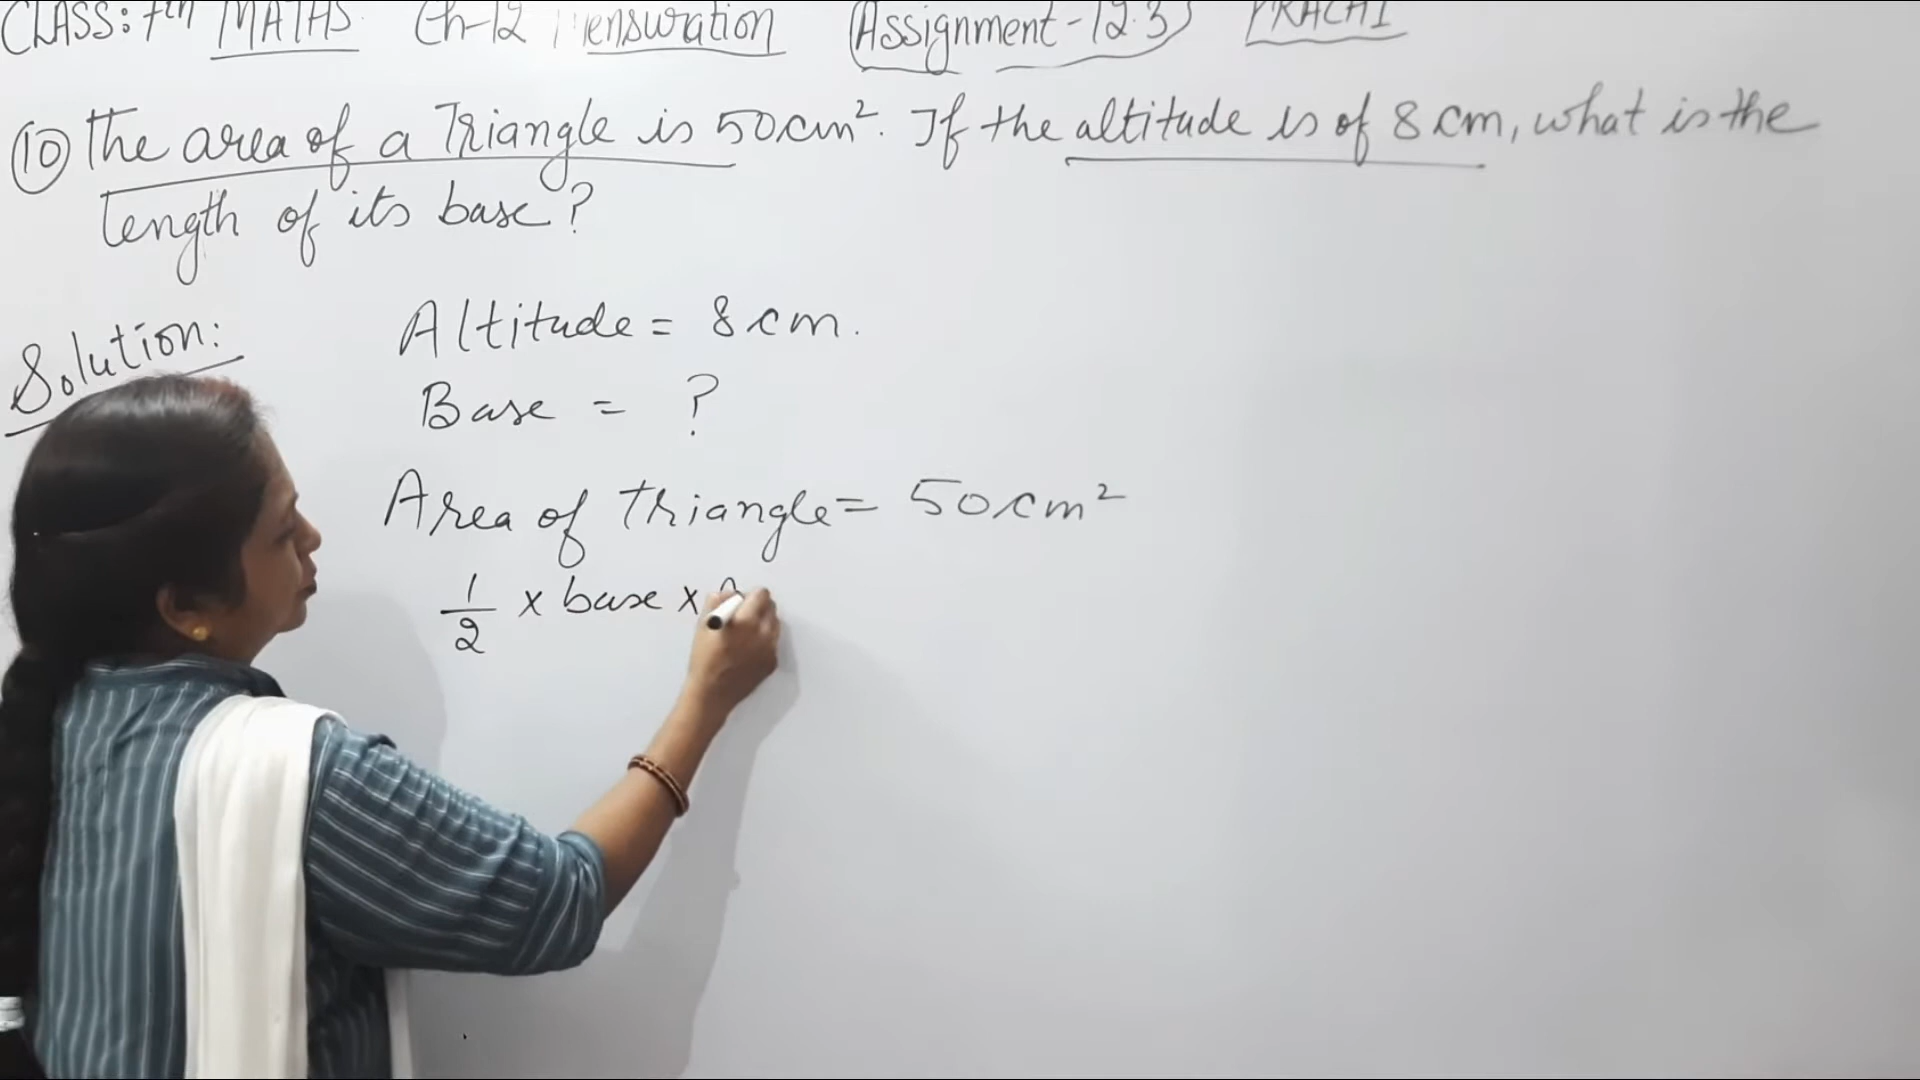 CLASS: 7th MATHS Ch-12 Mensuration Assignment-12.3 PRACHI
10 The area of a Triangle is 50cm². If the altitude is of 8cm, what is the
length of its base?
Solution:
Altitude = 8cm.
Base = ?
Area of triangle = 50cm²
1/2 x base x